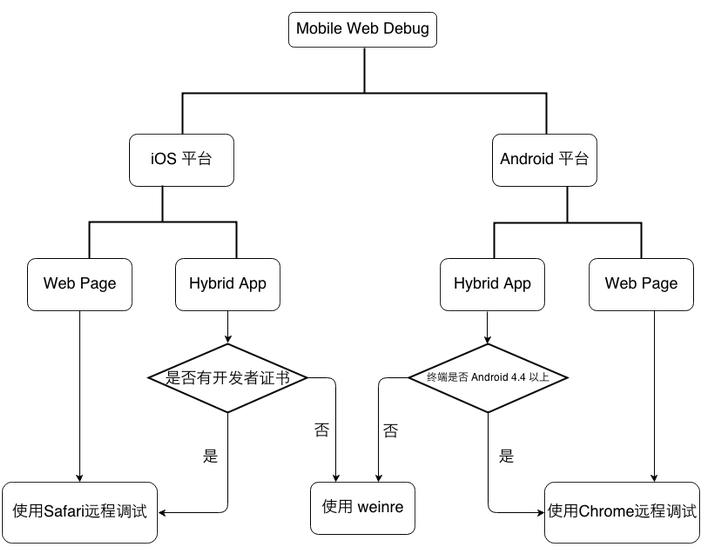 Mobile Web Debug
iOS 平台
Android 平台
Web Page
Hybrid App
Hybrid App
Web Page
是否有开发者证书
终端是否 Android 4.4 以上
否
否
是
是
使用Safari远程调试
使用 weinre
使用Chrome远程调试